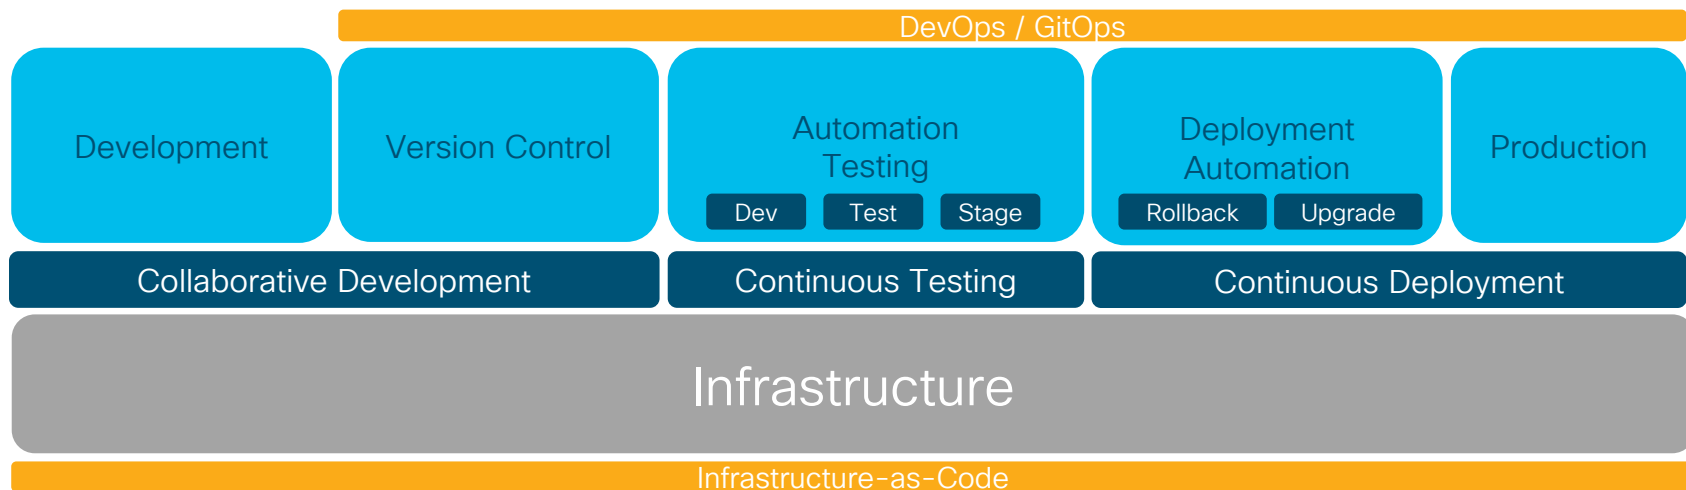 DevOps / GitOps
Development
Version Control
Automation
Testing
Dev
Test
Stage
Deployment
Automation
Rollback
Upgrade
Production
Collaborative Development
Continuous Testing
Continuous Deployment
Infrastructure
Infrastructure-as-Code